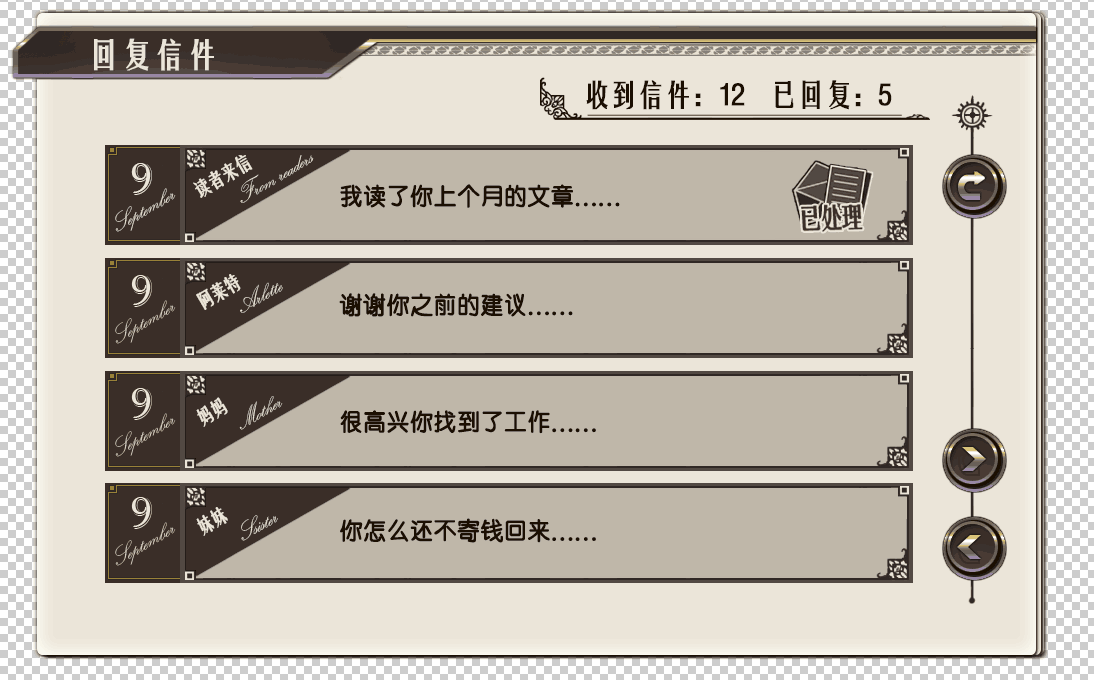 回复信件
收到信件：12 已回复：5
9
September
读者来信
From readers
我读了你上个月的文章……
已处理
9
September
阿莱特
Arlette
谢谢你之前的建议……
9
September
妈妈
Mother
很高兴你找到了工作……
9
September
妹妹
Ssister
你怎么还不寄钱回来……